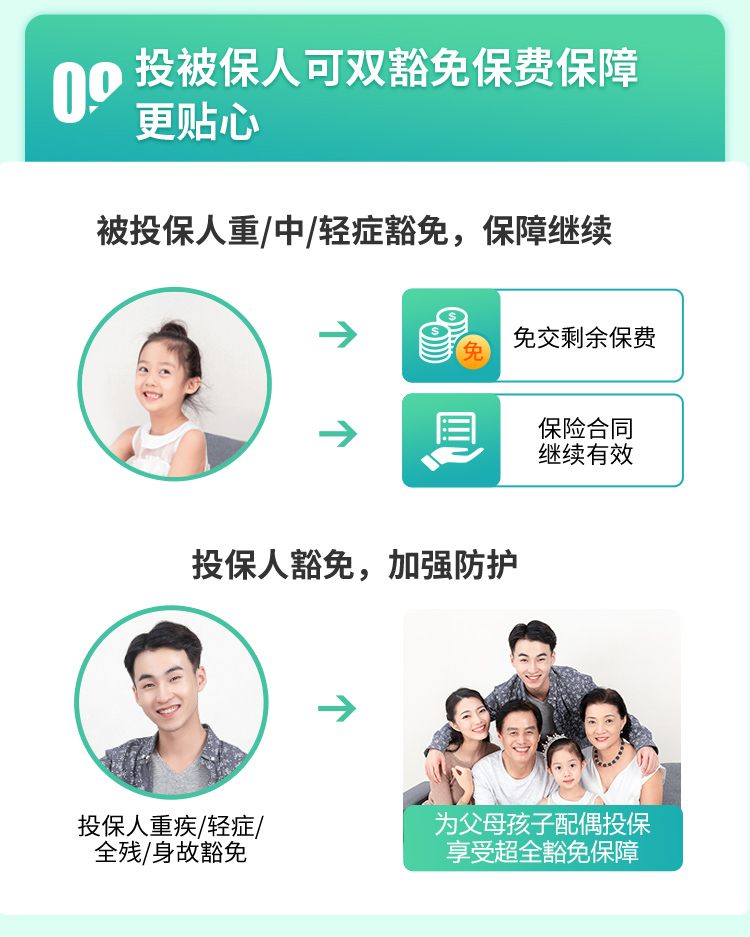 09
投被保人可双豁免保费保障
更贴心
被投保人重/中/轻症豁免，保障继续
$
$
免
免交剩余保费
保险合同
继续有效
投保人豁免，加强防护
投保人重疾/轻症/
全残/身故豁免
为父母孩子配偶投保
享受超全豁免保障